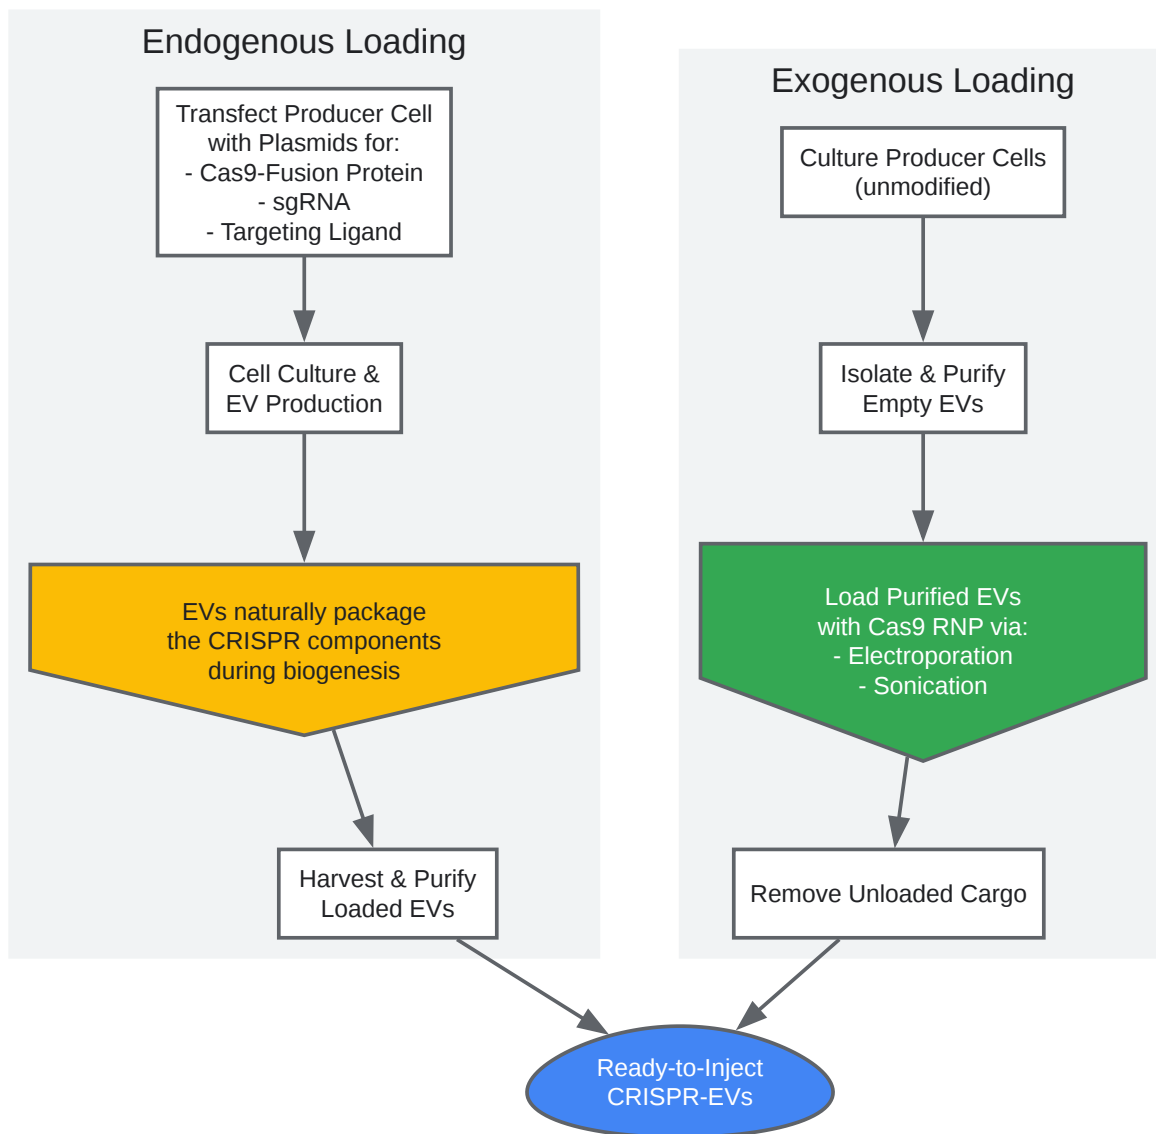 Endogenous Loading
Transfect Producer Cell
with Plasmids for:
- Cas9-Fusion Protein
- sgRNA
- Targeting Ligand
Cell Culture &
EV Production
EVs naturally package
the CRISPR components
during biogenesis
Harvest & Purify
Loaded EVs
Exogenous Loading
Culture Producer Cells
(unmodified)
Isolate & Purify
Empty EVs
Load Purified EVs
with Cas9 RNP via:
- Electroporation
- Sonication
Remove Unloaded Cargo
Ready-to-Inject
CRISPR-EVs